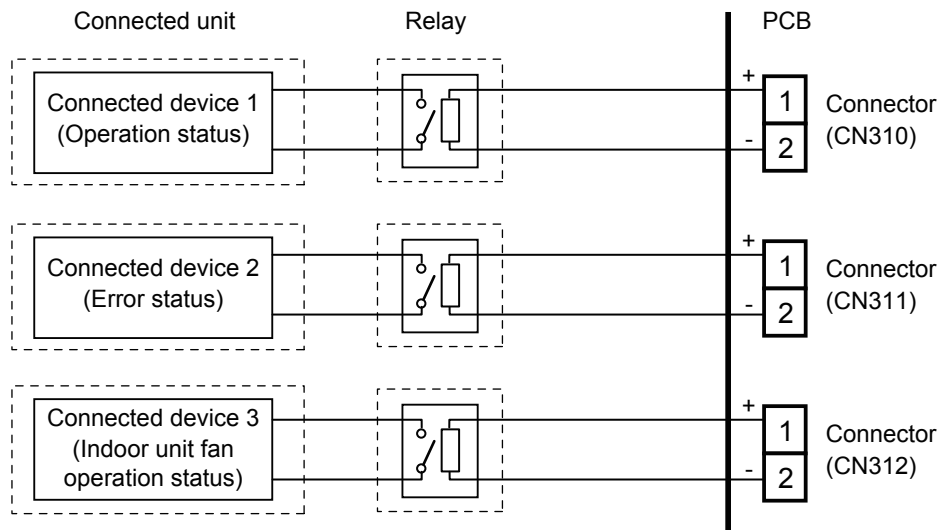 Connected unit
Relay
PCB
Connected device 1
(Operation status)
+
-
1
2
Connector
(CN310)
Connected device 2
(Error status)
+
-
1
2
Connector
(CN311)
Connected device 3
(Indoor unit fan
operation status)
+
-
1
2
Connector
(CN312)